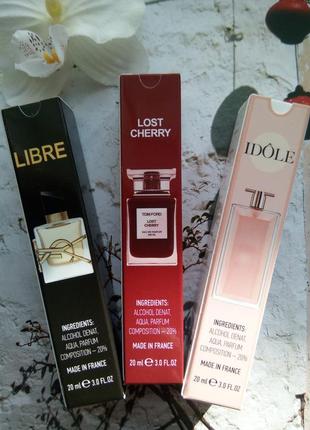 LIBRE
INGREDIENTS:
ALCOHOL DENAT,
AQUA, PARFUM
COMPOSITION – 20%
MADE IN FRANCE
20 ml e 3.0 FL.OZ
LOST
CHERRY
TOM FORD
LOST
CHERRY
INGREDIENTS:
ALCOHOL DENAT,
AQUA, PARFUM
COMPOSITION – 20%
MADE IN FRANCE
20 ml e 3.0 FL.OZ
IDÔLE
INGREDIENTS:
ALCOHOL DENAT,
AQUA, PARFUM
COMPOSITION – 20%
MADE IN FRANCE
20 ml e 3.0 FL.OZ